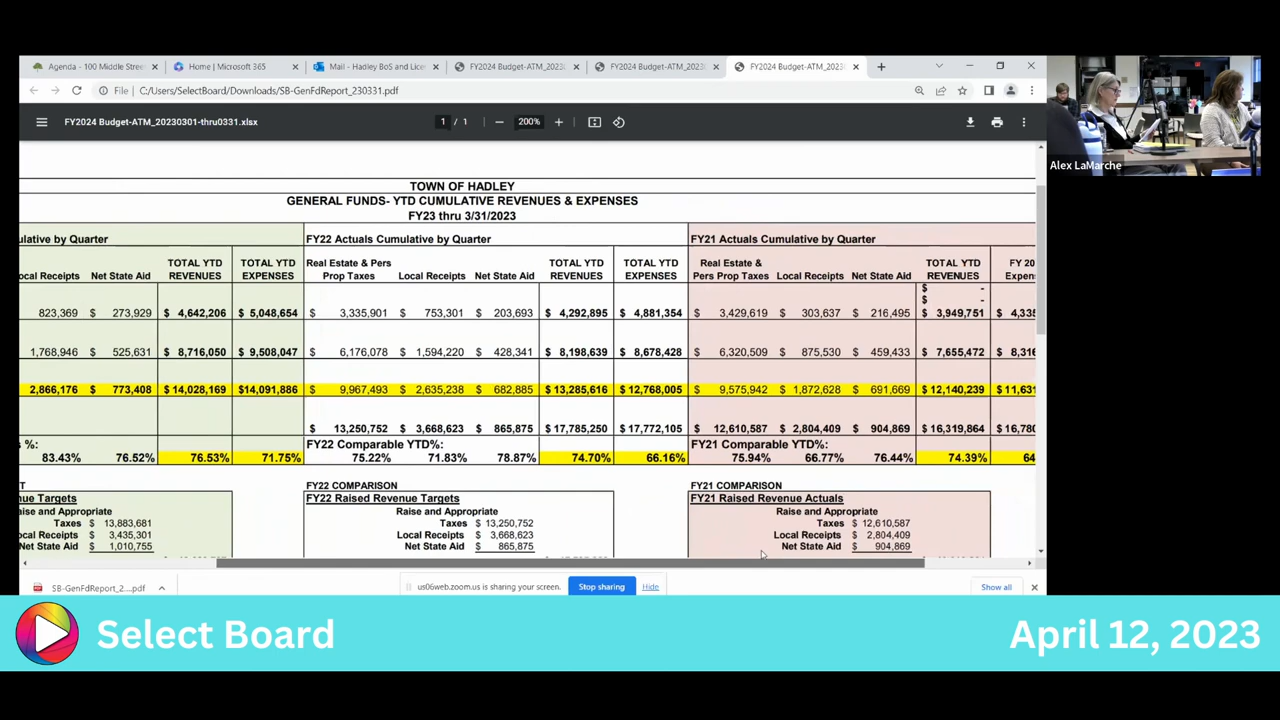 Agenda - 100 Middle Stree
Home | Microsoft 365
Mail - Hadley BoS and Lice
FY2024 Budget-ATM_2023
FY2024 Budget-ATM_2023
FY2024 Budget-ATM_2023
File | C:/Users/SelectBoard/Downloads/SB-GenFdReport_230331.pdf
FY2024 Budget-ATM_20230301-thru0331.xlsx
1 / 1
200%
Alex LaMarche
TOWN OF HADLEY
GENERAL FUNDS- YTD CUMULATIVE REVENUES & EXPENSES
FY23 thru 3/31/2023
ulative by Quarter FY22 Actuals Cumulative by Quarter FY21 Actuals Cumulative by Quarter
TOTAL YTD TOTAL YTD Real Estate & Pers TOTAL YTD TOTAL YTD Real Estate & TOTAL YTD FY 20
ocal Receipts Net State Aid REVENUES EXPENSES Prop Taxes Local Receipts Net State Aid REVENUES EXPENSES Pers Prop Taxes Local Receipts Net State Aid REVENUES Expens
$ -
$ -
823,369 $ 273,929 $ 4,642,206 $ 5,048,654 $ 3,335,901 $ 753,301 $ 203,693 $ 4,292,895 $ 4,881,354 $ 3,429,619 $ 303,637 $ 216,495 $ 3,949,751 $ 4,335
1,768,946 $ 525,631 $ 8,716,050 $ 9,508,047 $ 6,176,078 $ 1,594,220 $ 428,341 $ 8,198,639 $ 8,678,428 $ 6,320,509 $ 875,530 $ 459,433 $ 7,655,472 $ 8,316
2,866,176 $ 773,408 $ 14,028,169 $14,091,886 $ 9,967,493 $ 2,635,238 $ 682,885 $ 13,285,616 $ 12,768,005 $ 9,575,942 $ 1,872,628 $ 691,669 $ 12,140,239 $ 11,631
$ 13,250,752 $ 3,668,623 $ 865,875 $ 17,785,250 $ 17,772,105 $ 12,610,587 $ 2,804,409 $ 904,869 $ 16,319,864 $ 16,780
s %: FY22 Comparable YTD%: FY21 Comparable YTD%:
83.43% 76.52% 76.53% 71.75% 75.22% 71.83% 78.87% 74.70% 66.16% 75.94% 66.77% 76.44% 74.39% 64
T FY22 COMPARISON FY21 COMPARISON
nue Targets FY22 Raised Revenue Targets FY21 Raised Revenue Actuals
aise and Appropriate Raise and Appropriate Raise and Appropriate
Taxes $ 13,883,681 Taxes $ 13,250,752 Taxes $ 12,610,587
Local Receipts $ 3,435,301 Local Receipts $ 3,668,623 Local Receipts $ 2,804,409
Net State Aid $ 1,010,755 Net State Aid $ 865,875 Net State Aid $ 904,869
SB-GenFdReport_2....pdf
us06web.zoom.us is sharing your screen.
Stop sharing
Hide
Show all
Select Board
April 12, 2023